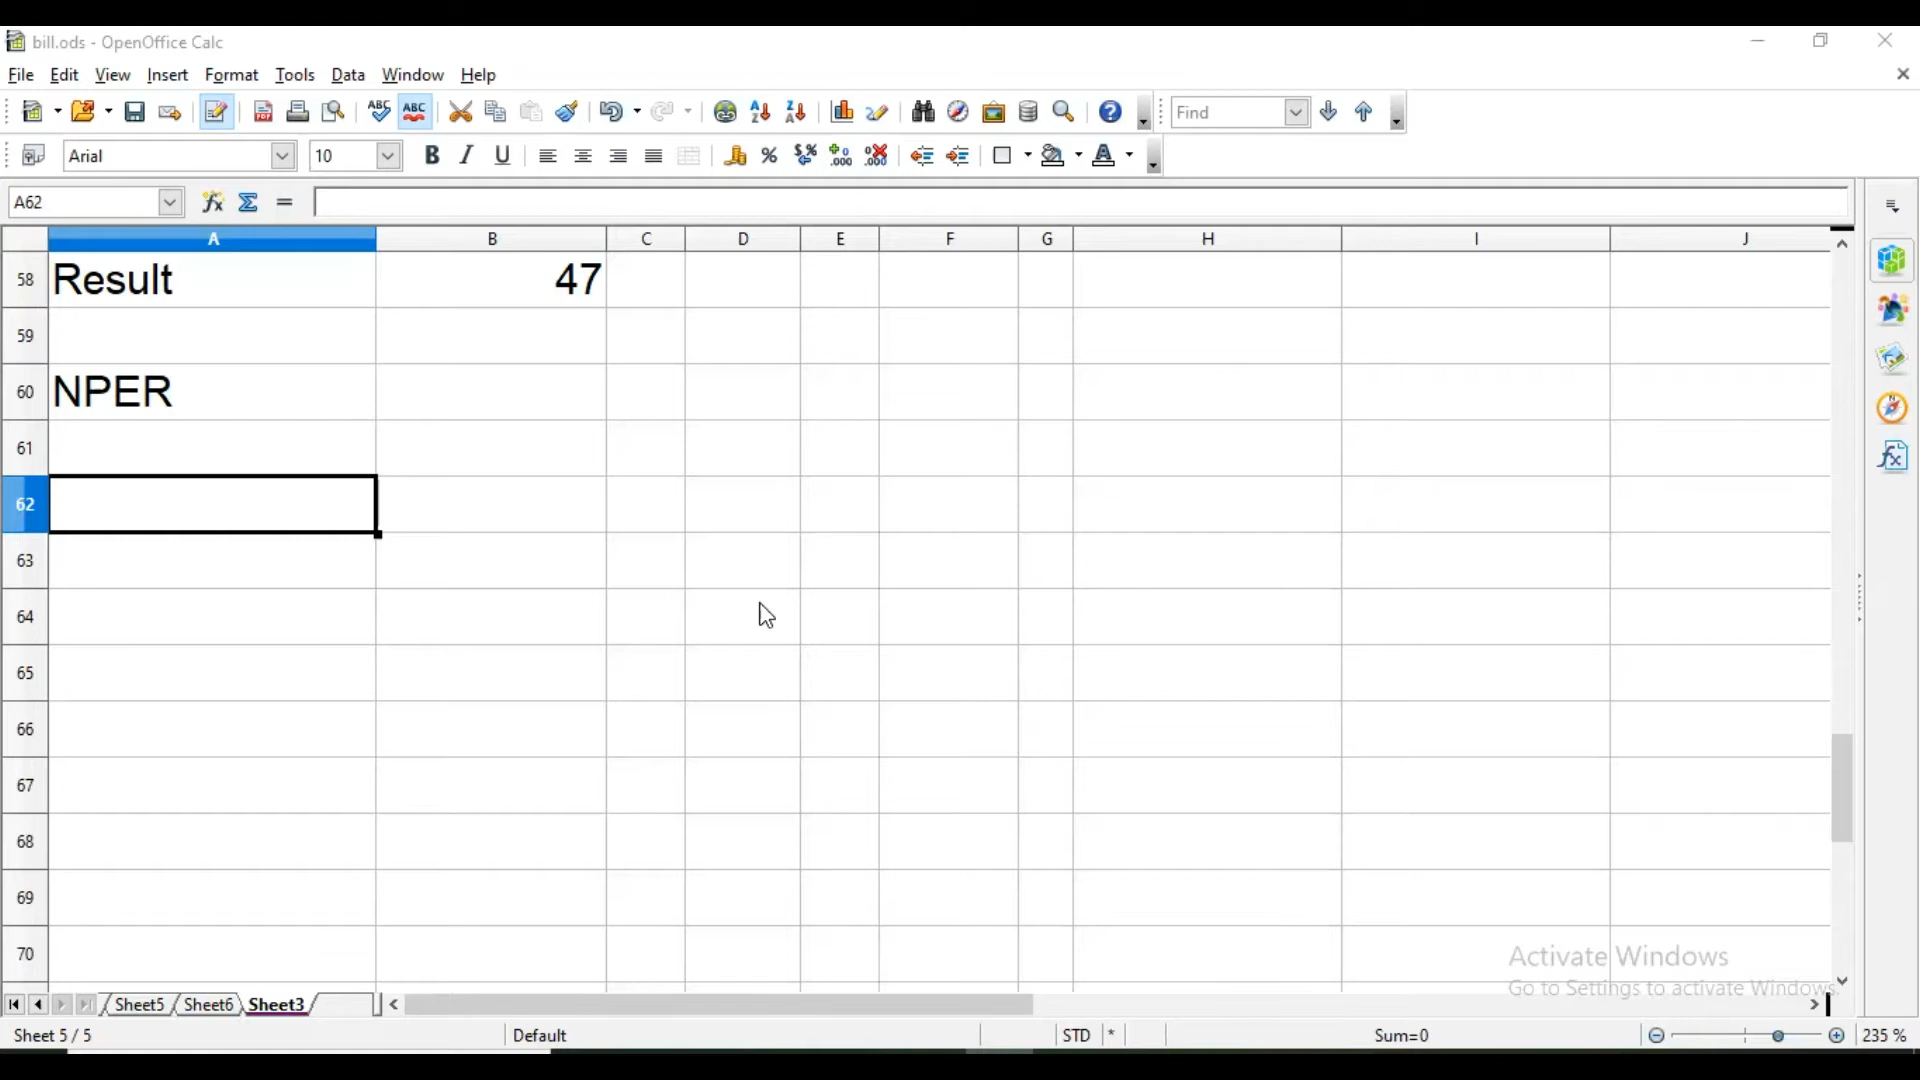 bill.ods - OpenOffice Calc
File Edit View Insert Format Tools Data Window Help
ABC ABC Find
Arial 10
A62
A B C D E F G H I J
58 Result 47
59
60 NPER
61
62
63
64
65
66
67
68
69
70
Activate Windows
Go to Settings to activate Windows.
Sheet5 Sheet6 Sheet3
Sheet 5 / 5 Default STD * Sum=0 235 %